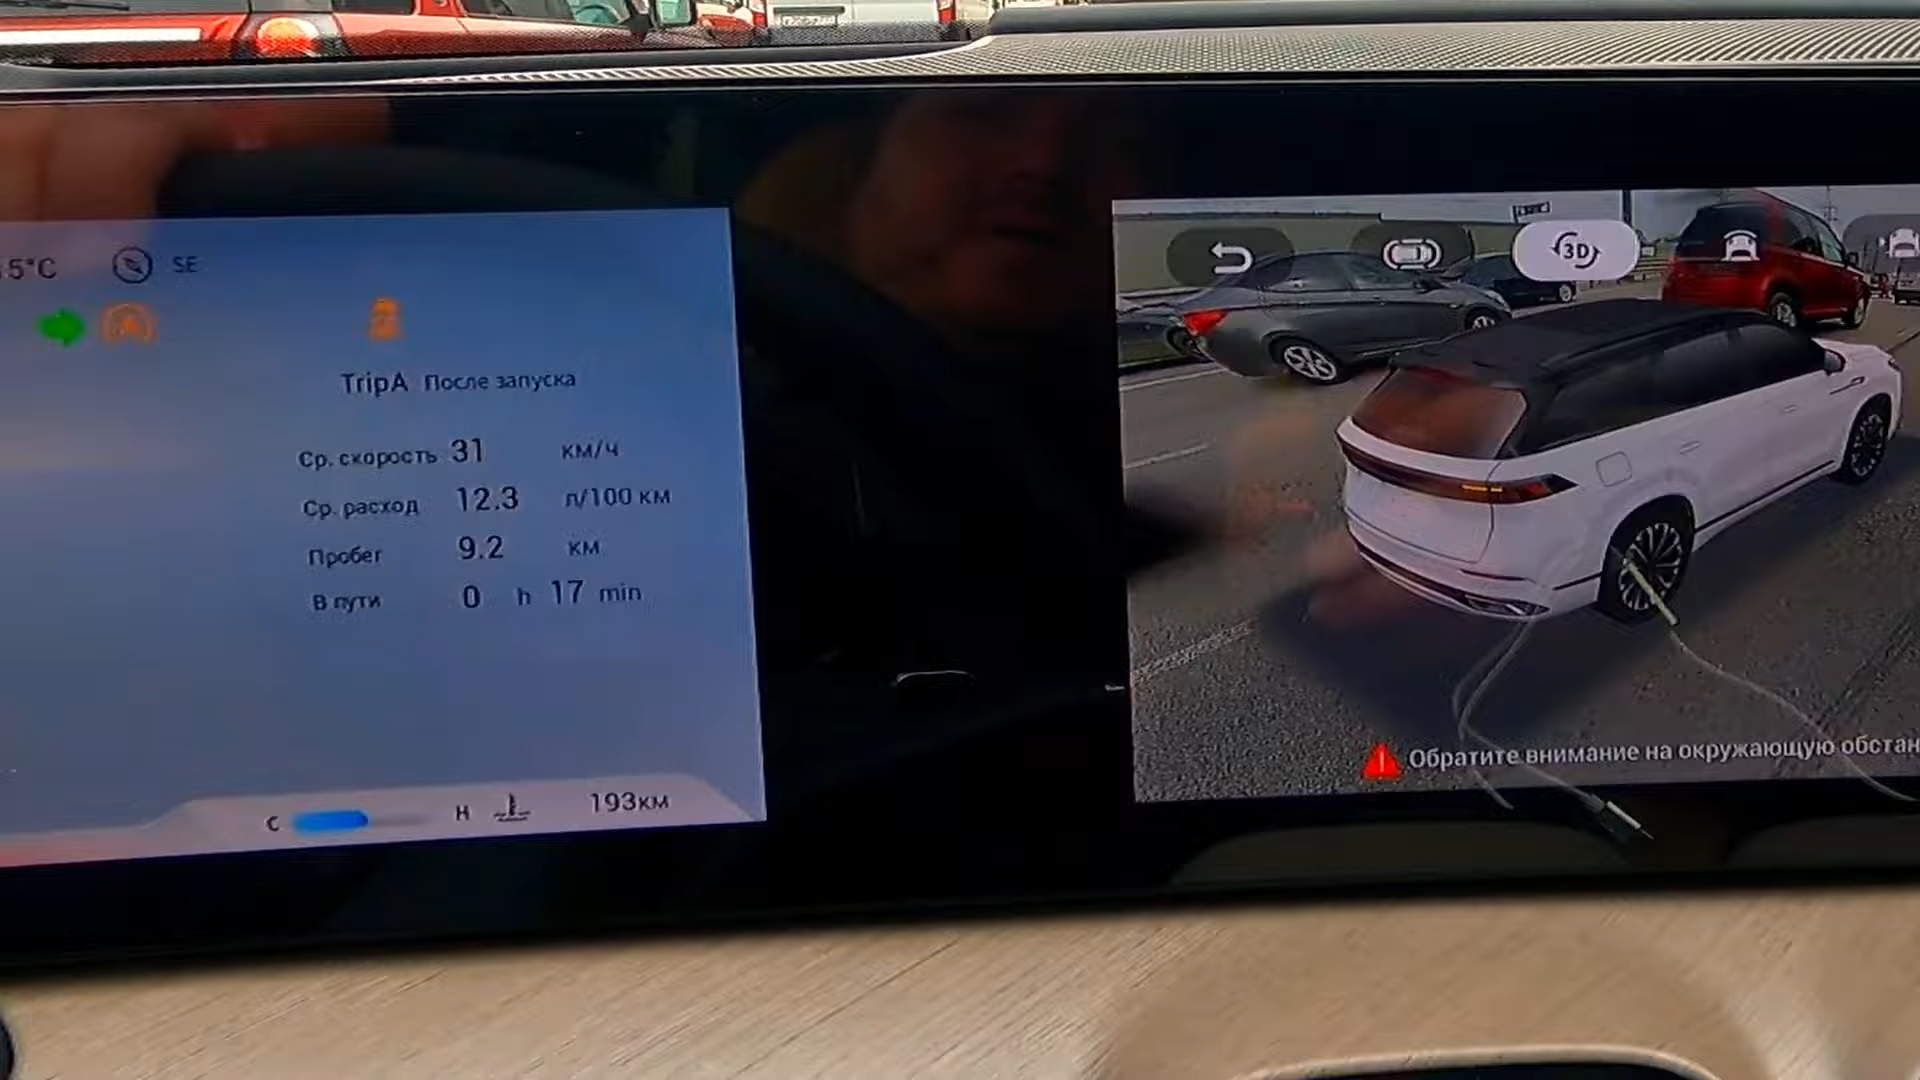 5°C SE
TripA После запуска
Ср. скорость 31 км/ч
Ср. расход 12.3 л/100 км
Пробег 9.2 км
В пути 0 h 17 min
C H 193км
3D
Обратите внимание на окружающую обстан